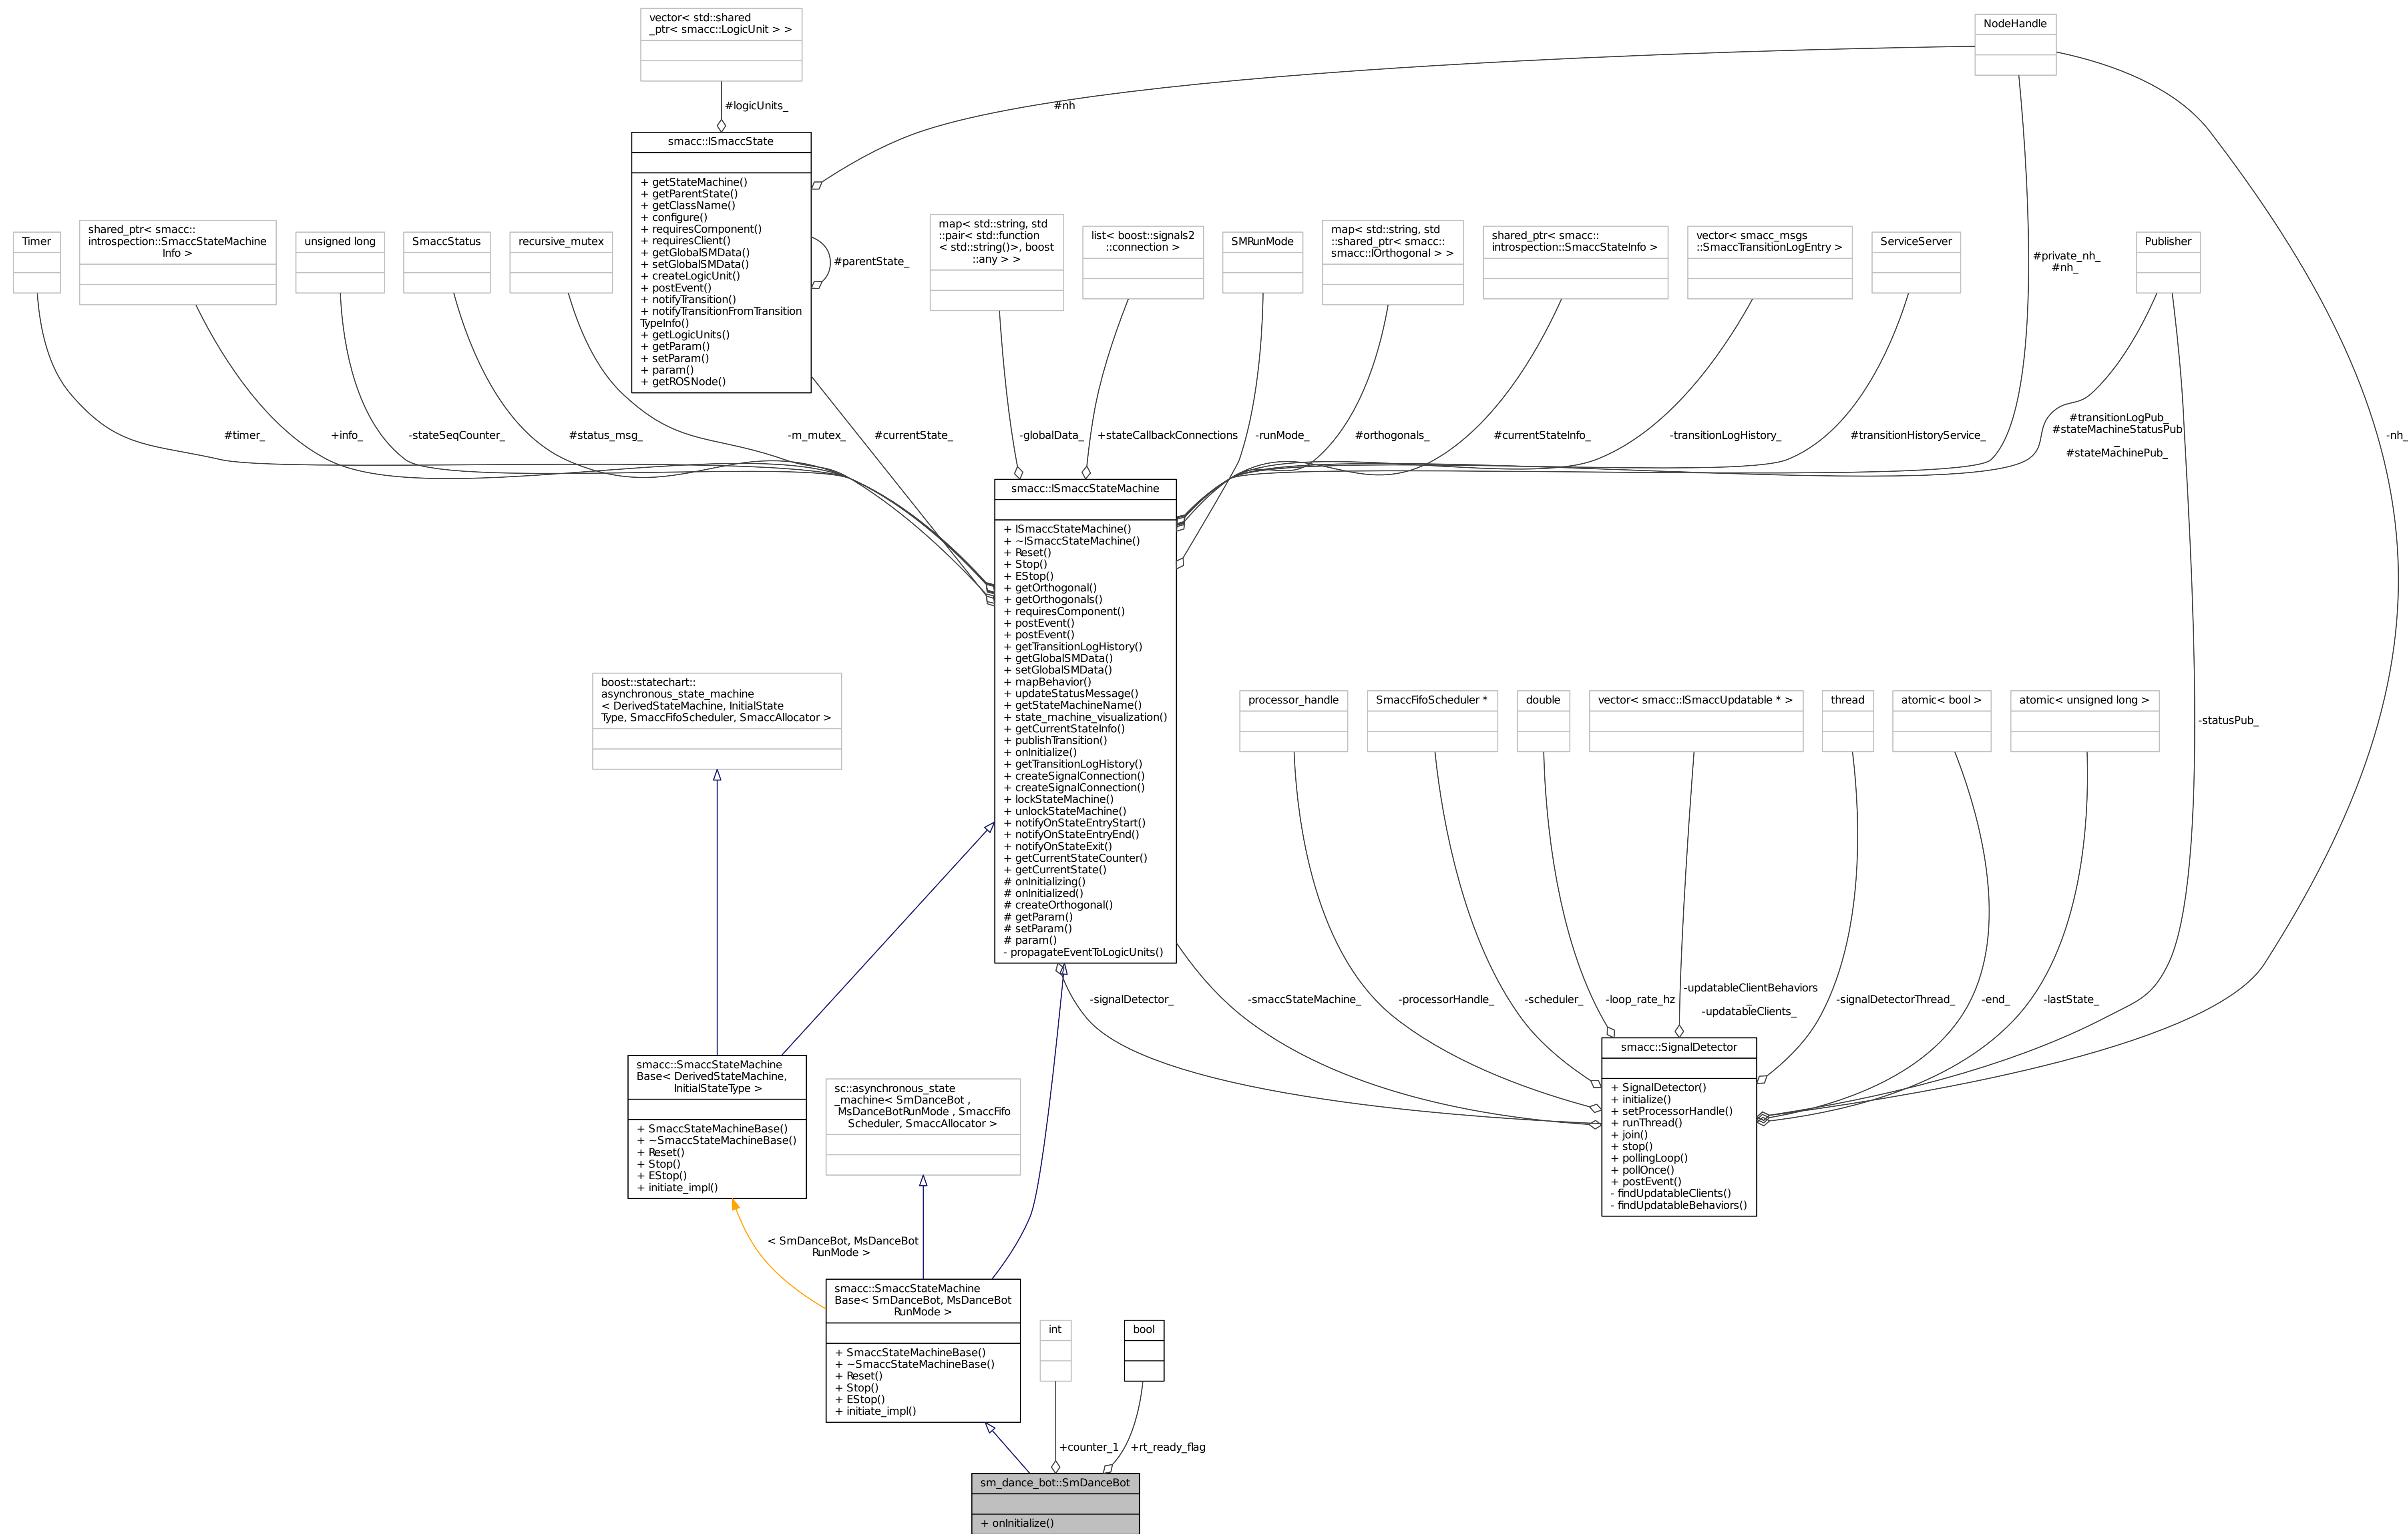 vector< std::shared
_ptr< smacc::LogicUnit > >
NodeHandle
#logicUnits_
#nh
smacc::ISmaccState
+ getStateMachine()
+ getParentState()
+ getClassName()
+ configure()
+ requiresComponent()
+ requiresClient()
+ getGlobalSMData()
+ setGlobalSMData()
+ createLogicUnit()
+ postEvent()
+ notifyTransition()
+ notifyTransitionFromTransition
TypeInfo()
+ getLogicUnits()
+ getParam()
+ setParam()
+ param()
+ getROSNode()
#parentState_
Timer
shared_ptr< smacc::
introspection::SmaccStateMachine
Info >
unsigned long
SmaccStatus
recursive_mutex
map< std::string, std
::pair< std::function
< std::string()>, boost
::any > >
list< boost::signals2
::connection >
SMRunMode
map< std::string, std
::shared_ptr< smacc::
smacc::IOrthogonal > >
shared_ptr< smacc::
introspection::SmaccStateInfo >
vector< smacc_msgs
::SmaccTransitionLogEntry >
ServiceServer
#private_nh_
#nh_
Publisher
#timer_
+info_
-stateSeqCounter_
#status_msg_
-m_mutex_
#currentState_
-globalData_
+stateCallbackConnections
-runMode_
#orthogonals_
#currentStateInfo_
-transitionLogHistory_
#transitionHistoryService_
#transitionLogPub_
#stateMachineStatusPub
_
#stateMachinePub_
-nh_
smacc::ISmaccStateMachine
+ ISmaccStateMachine()
+ ~ISmaccStateMachine()
+ Reset()
+ Stop()
+ EStop()
+ getOrthogonal()
+ getOrthogonals()
+ requiresComponent()
+ postEvent()
+ postEvent()
+ getTransitionLogHistory()
+ getGlobalSMData()
+ setGlobalSMData()
+ mapBehavior()
+ updateStatusMessage()
+ getStateMachineName()
+ state_machine_visualization()
+ getCurrentStateInfo()
+ publishTransition()
+ onInitialize()
+ getTransitionLogHistory()
+ createSignalConnection()
+ createSignalConnection()
+ lockStateMachine()
+ unlockStateMachine()
+ notifyOnStateEntryStart()
+ notifyOnStateEntryEnd()
+ notifyOnStateExit()
+ getCurrentStateCounter()
+ getCurrentState()
# onInitializing()
# onInitialized()
# createOrthogonal()
# getParam()
# setParam()
# param()
- propagateEventToLogicUnits()
boost::statechart::
asynchronous_state_machine
< DerivedStateMachine, InitialState
Type, SmaccFifoScheduler, SmaccAllocator >
processor_handle
SmaccFifoScheduler *
double
vector< smacc::ISmaccUpdatable * >
thread
atomic< bool >
atomic< unsigned long >
-statusPub_
-signalDetector_
-smaccStateMachine_
-processorHandle_
-scheduler_
-loop_rate_hz
-updatableClientBehaviors
_
-updatableClients_
-signalDetectorThread_
-end_
-lastState_
smacc::SignalDetector
+ SignalDetector()
+ initialize()
+ setProcessorHandle()
+ runThread()
+ join()
+ stop()
+ pollingLoop()
+ pollOnce()
+ postEvent()
- findUpdatableClients()
- findUpdatableBehaviors()
smacc::SmaccStateMachine
Base< DerivedStateMachine,
InitialStateType >
+ SmaccStateMachineBase()
+ ~SmaccStateMachineBase()
+ Reset()
+ Stop()
+ EStop()
+ initiate_impl()
sc::asynchronous_state
_machine< SmDanceBot ,
MsDanceBotRunMode , SmaccFifo
Scheduler, SmaccAllocator >
< SmDanceBot, MsDanceBot
RunMode >
smacc::SmaccStateMachine
Base< SmDanceBot, MsDanceBot
RunMode >
+ SmaccStateMachineBase()
+ ~SmaccStateMachineBase()
+ Reset()
+ Stop()
+ EStop()
+ initiate_impl()
int
bool
+counter_1
+rt_ready_flag
sm_dance_bot::SmDanceBot
+ onInitialize()